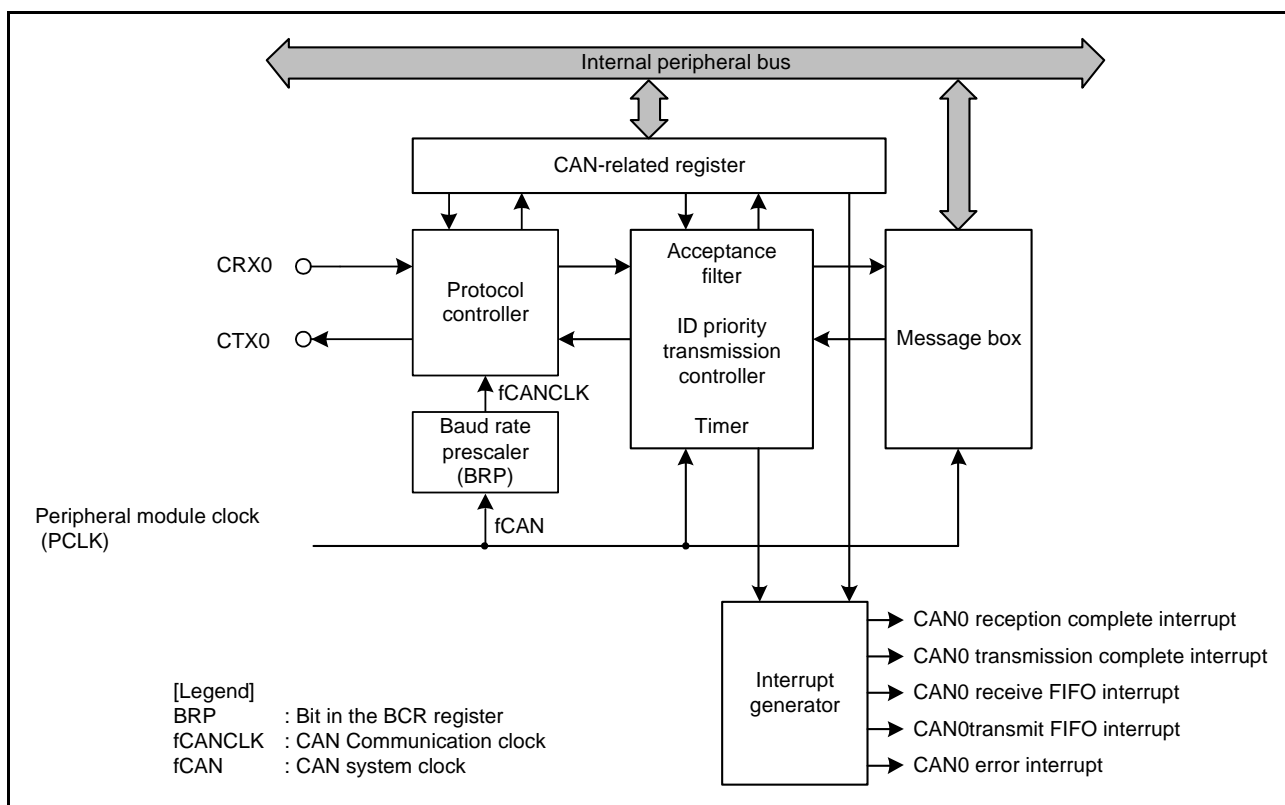 Internal peripheral bus
CAN-related register
CRX0
CTX0
Protocol
controller
Acceptance
filter
ID priority
transmission
controller
Timer
Message box
fCANCLK
Baud rate
prescaler
(BRP)
fCAN
Peripheral module clock
(PCLK)
Interrupt
generator
CAN0 reception complete interrupt
CAN0 transmission complete interrupt
CAN0 receive FIFO interrupt
CAN0transmit FIFO interrupt
CAN0 error interrupt
[Legend]
BRP : Bit in the BCR register
fCANCLK : CAN Communication clock
fCAN : CAN system clock